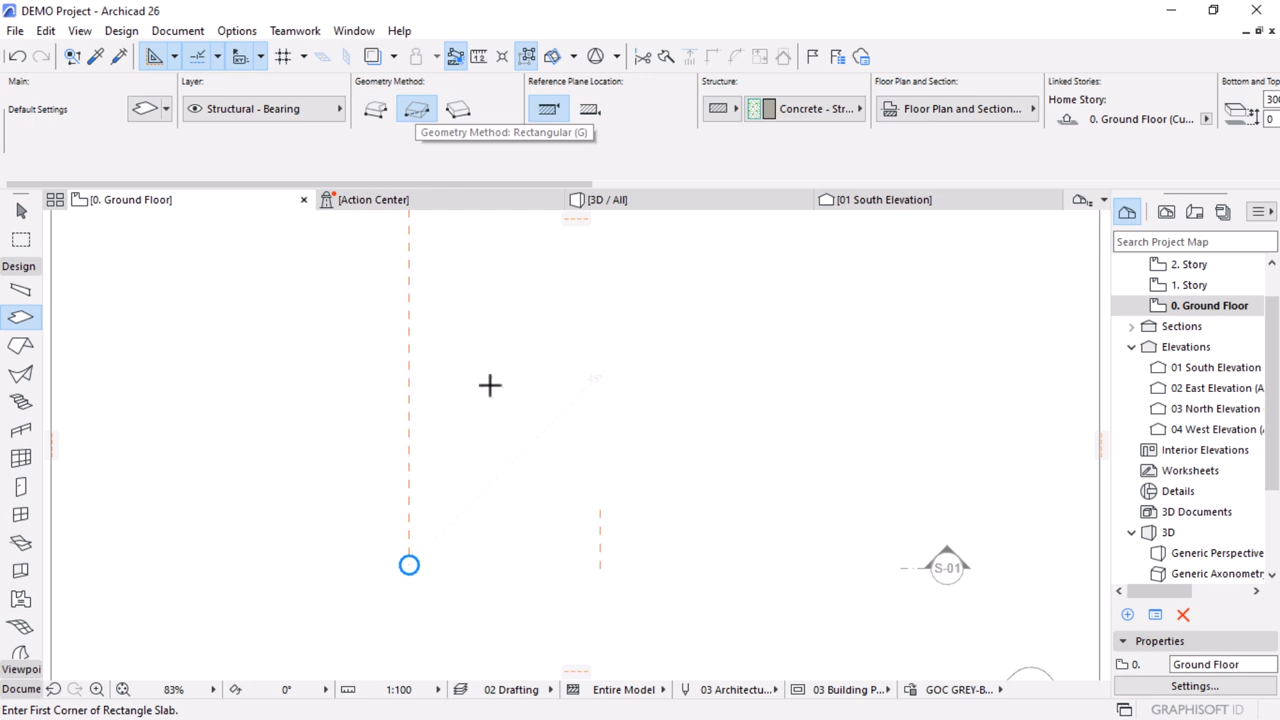 DEMO Project - Archicad 26
File Edit View Design Document Options Teamwork Window Help
Main: Layer: Geometry Method: Reference Plane Location: Structure: Floor Plan and Section: Linked Stories: Bottom and Top
Default Settings Structural - Bearing Concrete - Str... Floor Plan and Section... Home Story: 300
0. Ground Floor (Cu... 0
Geometry Method: Rectangular (G)
[0. Ground Floor] [Action Center] [3D / All] [01 South Elevation]
Search Project Map
Design
2. Story
1. Story
0. Ground Floor
Sections
Elevations
01 South Elevation
02 East Elevation (A
03 North Elevation
04 West Elevation (
Interior Elevations
Worksheets
Details
3D Documents
3D
Generic Perspective
Generic Axonometr
45°
S-01
Properties
0. Ground Floor
Settings...
Viewpoi
Docume 83% 0° 1:100 02 Drafting Entire Model 03 Architectu... 03 Building P... GOC GREY-B...
Enter First Corner of Rectangle Slab.
GRAPHISOFT ID